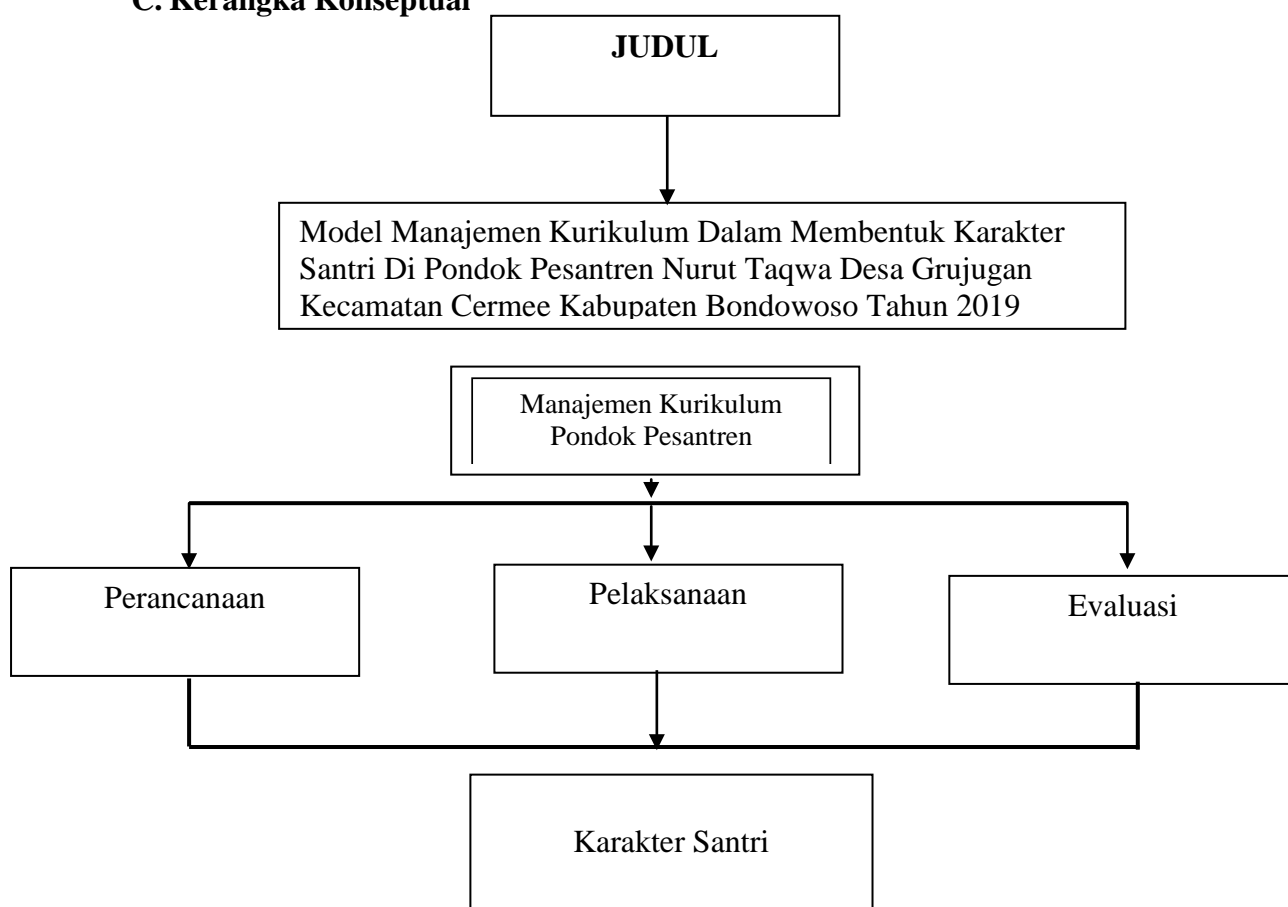 C. Kerangka Konseptual
JUDUL
Model Manajemen Kurikulum Dalam Membentuk Karakter
Santri Di Pondok Pesantren Nurut Taqwa Desa Grujugan
Kecamatan Cermee Kabupaten Bondowoso Tahun 2019
Manajemen Kurikulum
Pondok Pesantren
Perancanaan
Pelaksanaan
Evaluasi
Karakter Santri